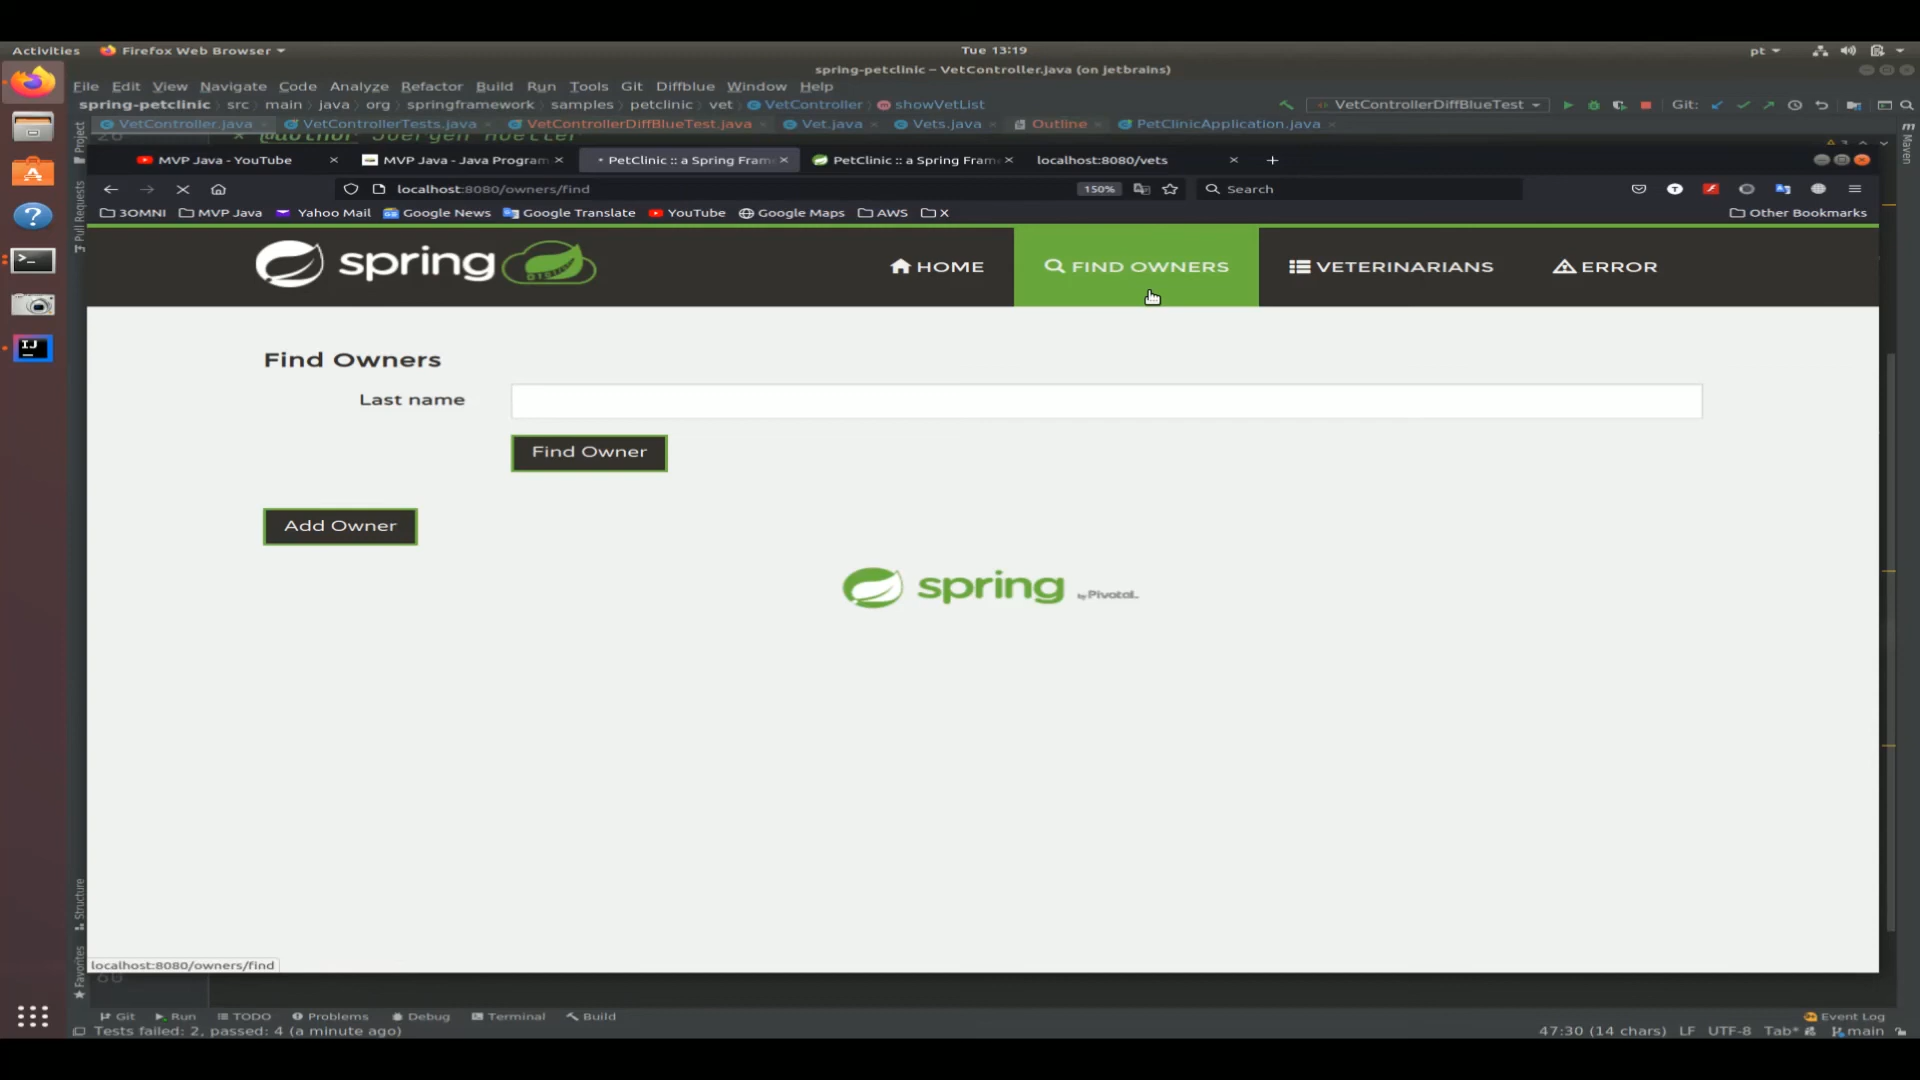 Activities Firefox Web Browser Tue 13:19 pt
spring-petclinic – VetController.java (on jetbrains)
File Edit View Navigate Code Analyze Refactor Build Run Tools Git Diffblue Window Help
spring-petclinic src main java org springframework samples petclinic vet VetController showVetList VetControllerDiffBlueTest Git:
VetController.java VetControllerTests.java VetControllerDiffBlueTest.java Vet.java Vets.java Outline PetClinicApplication.java
Project
Pull Requests
Maven
MVP Java - YouTube MVP Java - Java Program PetClinic :: a Spring Fram PetClinic :: a Spring Fram localhost:8080/vets
localhost:8080/owners/find 150% Search
3OMNI MVP Java Yahoo Mail Google News Google Translate YouTube Google Maps AWS X Other Bookmarks
spring HOME FIND OWNERS VETERINARIANS ERROR
Find Owners
Last name
Find Owner
Add Owner
spring by Pivotal
localhost:8080/owners/find
Structure
Favorites
Git Run TODO Problems Debug Terminal Build Event Log
Tests failed: 2, passed: 4 (a minute ago) 47:30 (14 chars) LF UTF-8 Tab* main